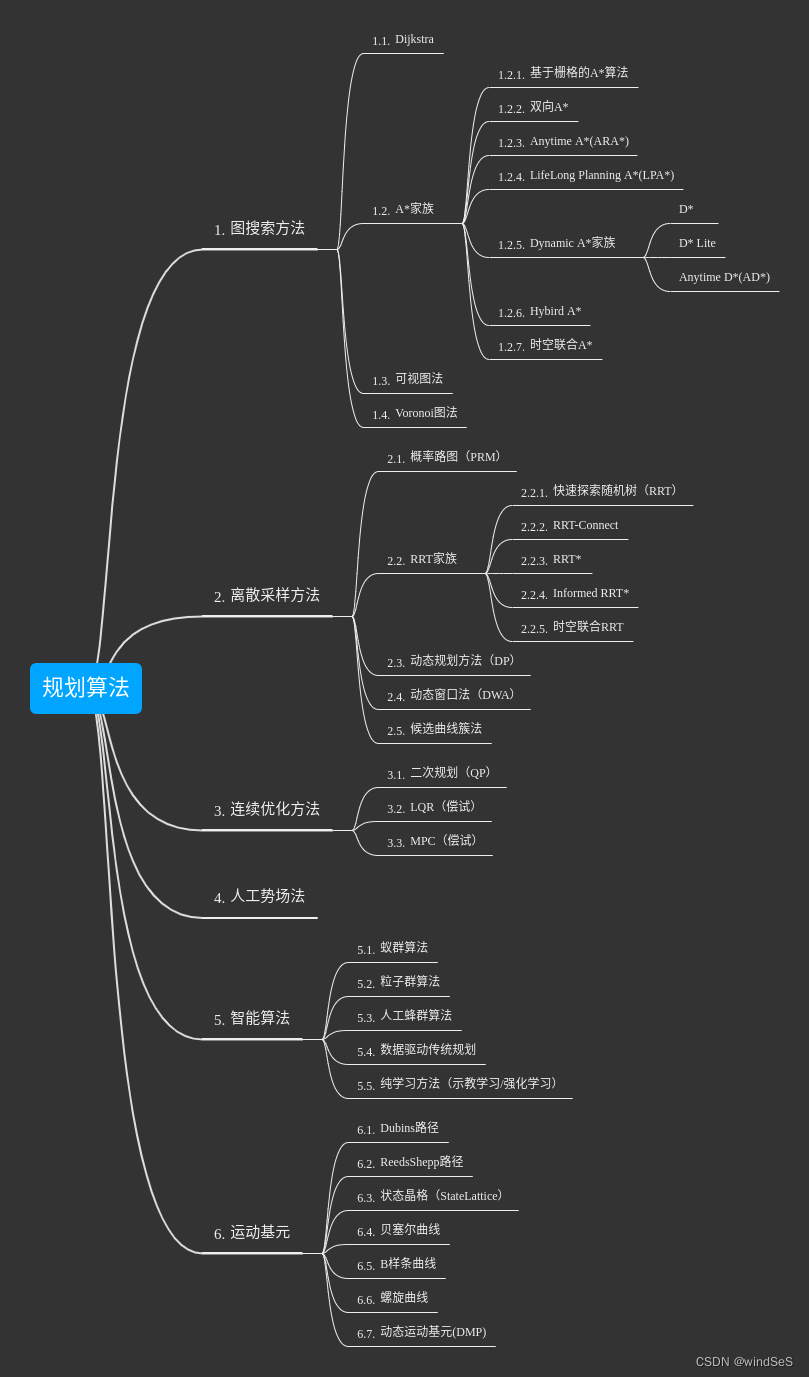 规划算法
1. 图搜索方法
1.1. Dijkstra
1.2. A*家族
1.2.1. 基于栅格的A*算法
1.2.2. 双向A*
1.2.3. Anytime A*(ARA*)
1.2.4. LifeLong Planning A*(LPA*)
1.2.5. Dynamic A*家族
D*
D* Lite
Anytime D*(AD*)
1.2.6. Hybird A*
1.2.7. 时空联合A*
1.3. 可视图法
1.4. Voronoi图法
2. 离散采样方法
2.1. 概率路图（PRM）
2.2. RRT家族
2.2.1. 快速探索随机树（RRT）
2.2.2. RRT-Connect
2.2.3. RRT*
2.2.4. Informed RRT*
2.2.5. 时空联合RRT
2.3. 动态规划方法（DP）
2.4. 动态窗口法（DWA）
2.5. 候选曲线簇法
3. 连续优化方法
3.1. 二次规划（QP）
3.2. LQR（偿试）
3.3. MPC（偿试）
4. 人工势场法
5. 智能算法
5.1. 蚁群算法
5.2. 粒子群算法
5.3. 人工蜂群算法
5.4. 数据驱动传统规划
5.5. 纯学习方法（示教学习/强化学习）
6. 运动基元
6.1. Dubins路径
6.2. ReedsShepp路径
6.3. 状态晶格（StateLattice）
6.4. 贝塞尔曲线
6.5. B样条曲线
6.6. 螺旋曲线
6.7. 动态运动基元(DMP)
CSDN @windSeS